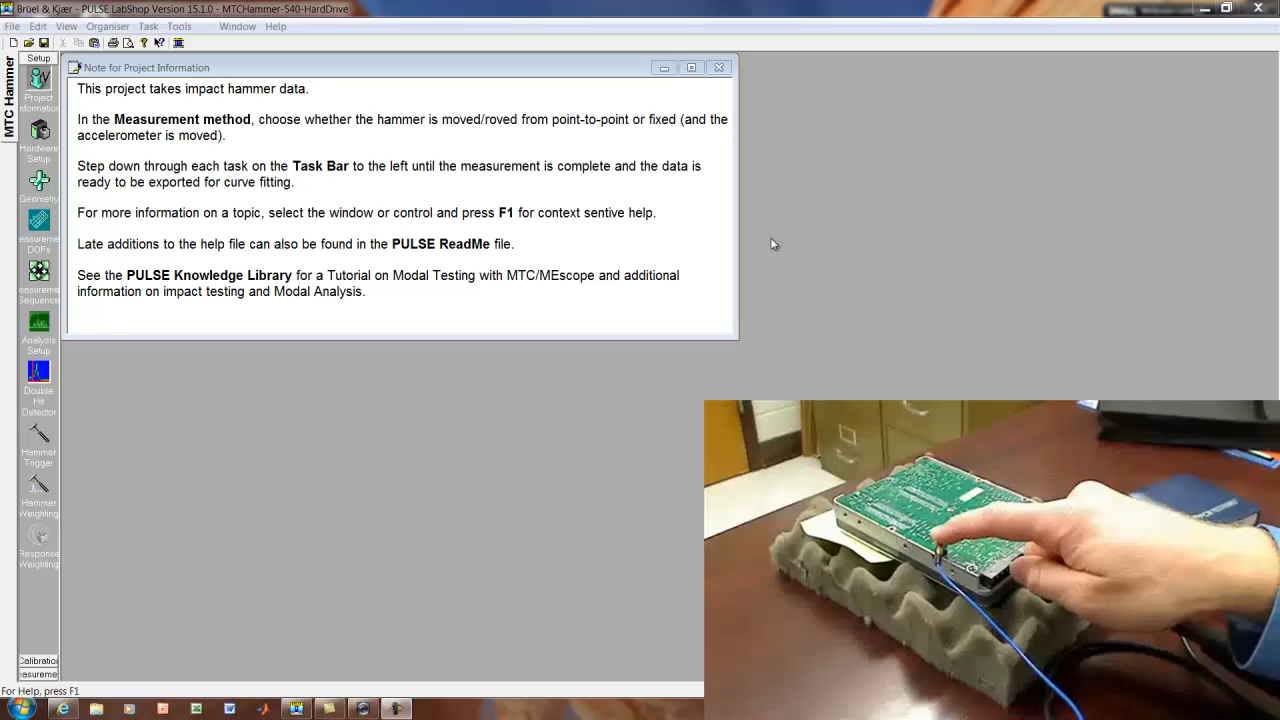 Brüel & Kjær - PULSE LabShop Version 15.1.0 - MTCHammer-540-HardDrive
File Edit View Organiser Task Tools Window Help
MTC Hammer
Setup
Project
Information
Hardware
Setup
Geometry
easuremen
DOFs
easureme
Sequence
Analysis
Setup
Double
Hit
Detector
Hammer
Trigger
Hammer
Weighting
Response
Weighting
Calibratio
easureme
Note for Project Information
This project takes impact hammer data.
In the Measurement method, choose whether the hammer is moved/roved from point-to-point or fixed (and the
accelerometer is moved).
Step down through each task on the Task Bar to the left until the measurement is complete and the data is
ready to be exported for curve fitting.
For more information on a topic, select the window or control and press F1 for context sentive help.
Late additions to the help file can also be found in the PULSE ReadMe file.
See the PULSE Knowledge Library for a Tutorial on Modal Testing with MTC/MEscope and additional
information on impact testing and Modal Analysis.
For Help, press F1